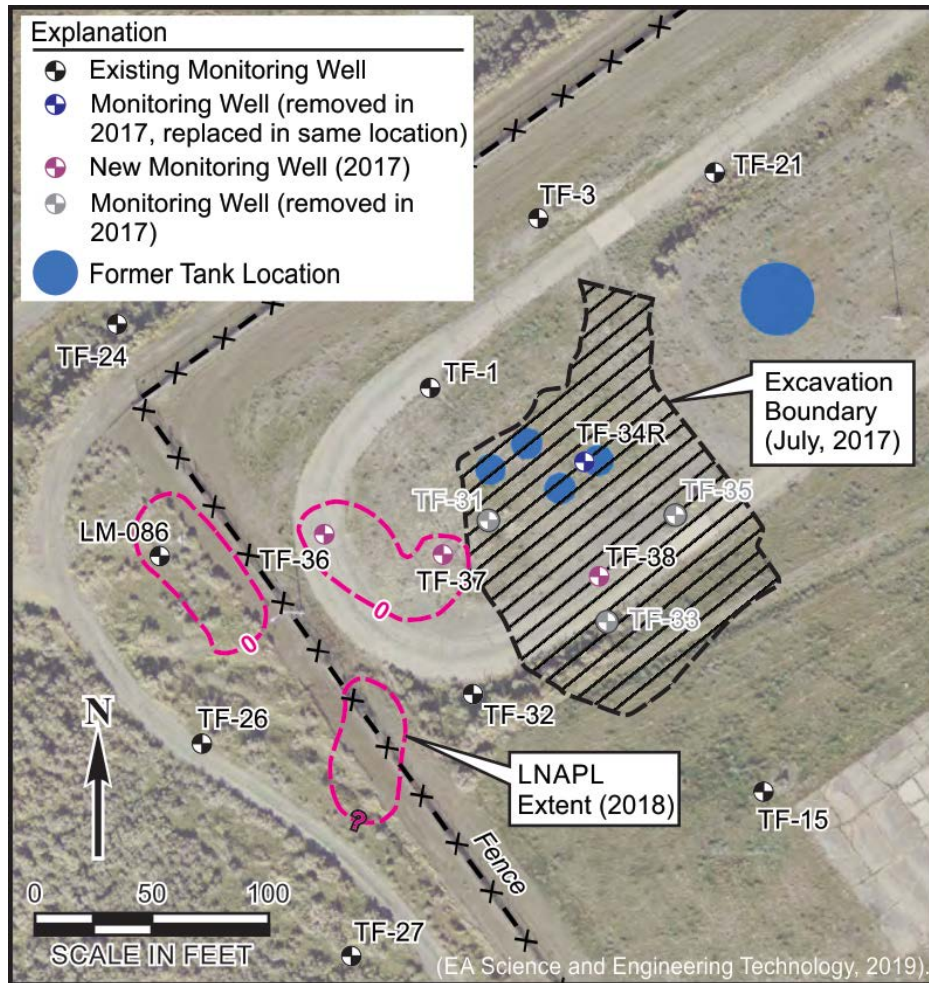 Explanation
Existing Monitoring Well
Monitoring Well (removed in
2017, replaced in same location)
New Monitoring Well (2017)
Monitoring Well (removed in
2017)
Former Tank Location
TF-21
TF-3
TF-24
TF-1
Excavation
Boundary
(July, 2017)
TF-34R
TF-31
TF-35
LM-086
TF-36
TF-37
TF-38
0
0
TF-33
N
TF-26
TF-32
LNAPL
Extent (2018)
?
TF-15
Fence
0 50 100
SCALE IN FEET
TF-27
(EA Science and Engineering Technology, 2019).